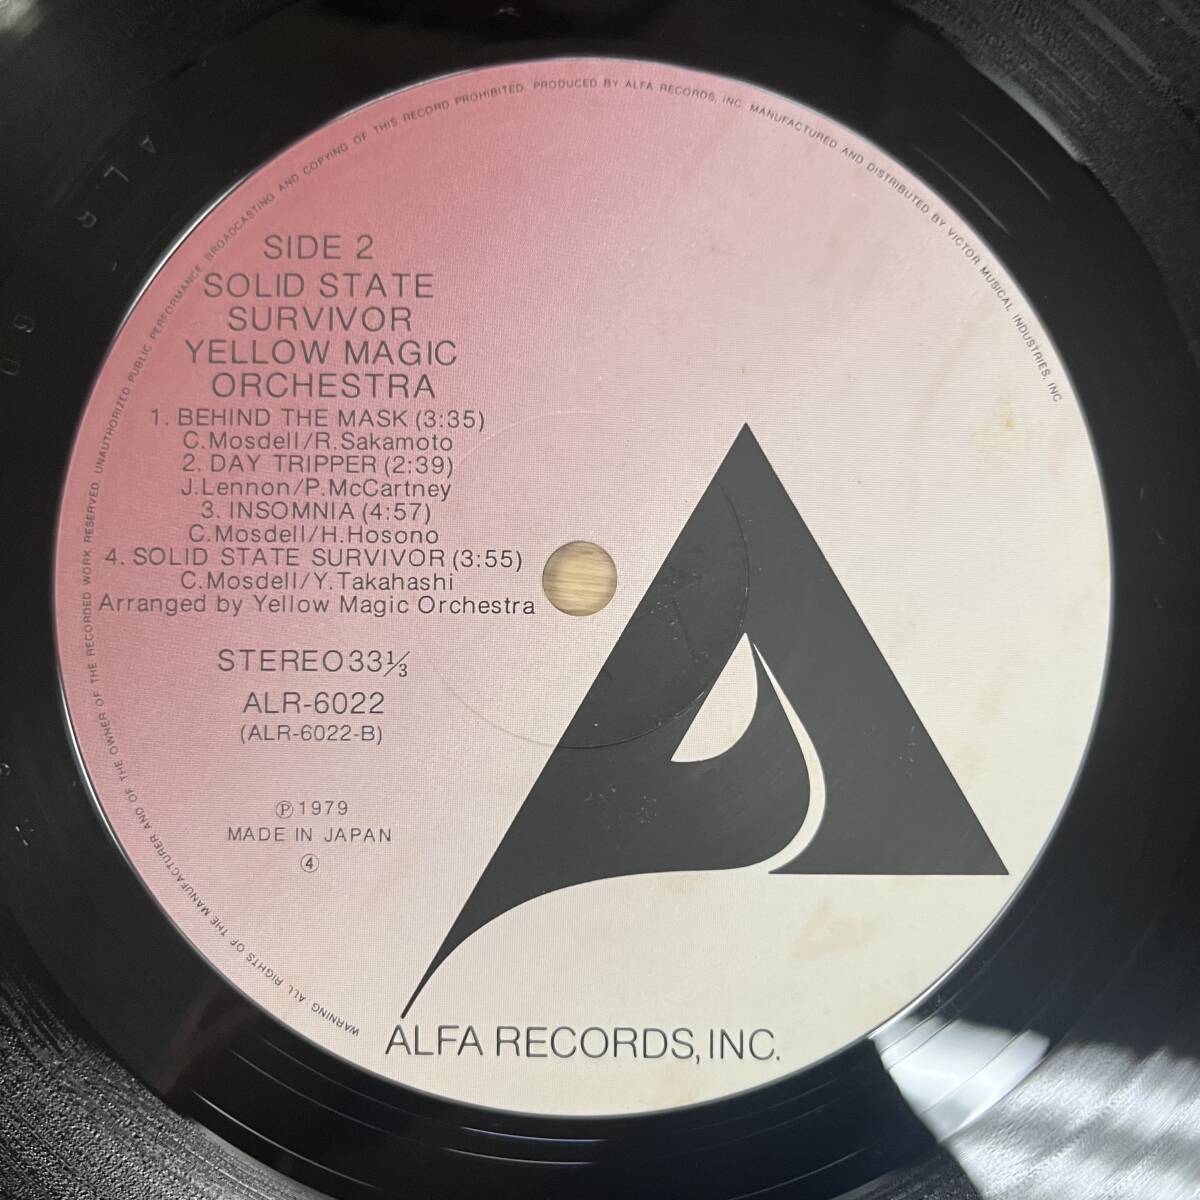 SIDE 2
SOLID STATE
SURVIVOR
YELLOW MAGIC
ORCHESTRA
1. BEHIND THE MASK (3:35)
C.Mosdell/R.Sakamoto
2. DAY TRIPPER (2:39)
J.Lennon/P.McCartney
3. INSOMNIA (4:57)
C.Mosdell/H.Hosono
4. SOLID STATE SURVIVOR (3:55)
C.Mosdell/Y.Takahashi
Arranged by Yellow Magic Orchestra
STEREO 33⅓
ALR-6022
(ALR-6022-B)
Ⓟ1979
MADE IN JAPAN
④
ALFA RECORDS, INC.
WARNING. ALL RIGHTS OF THE MANUFACTURER AND OF THE OWNER OF THE RECORDED WORK RESERVED. UNAUTHORIZED PUBLIC PERFORMANCE BROADCASTING AND COPYING OF THIS RECORD PROHIBITED. PRODUCED BY ALFA RECORDS, INC. MANUFACTURED AND DISTRIBUTED BY VICTOR MUSICAL INDUSTRIES, INC.